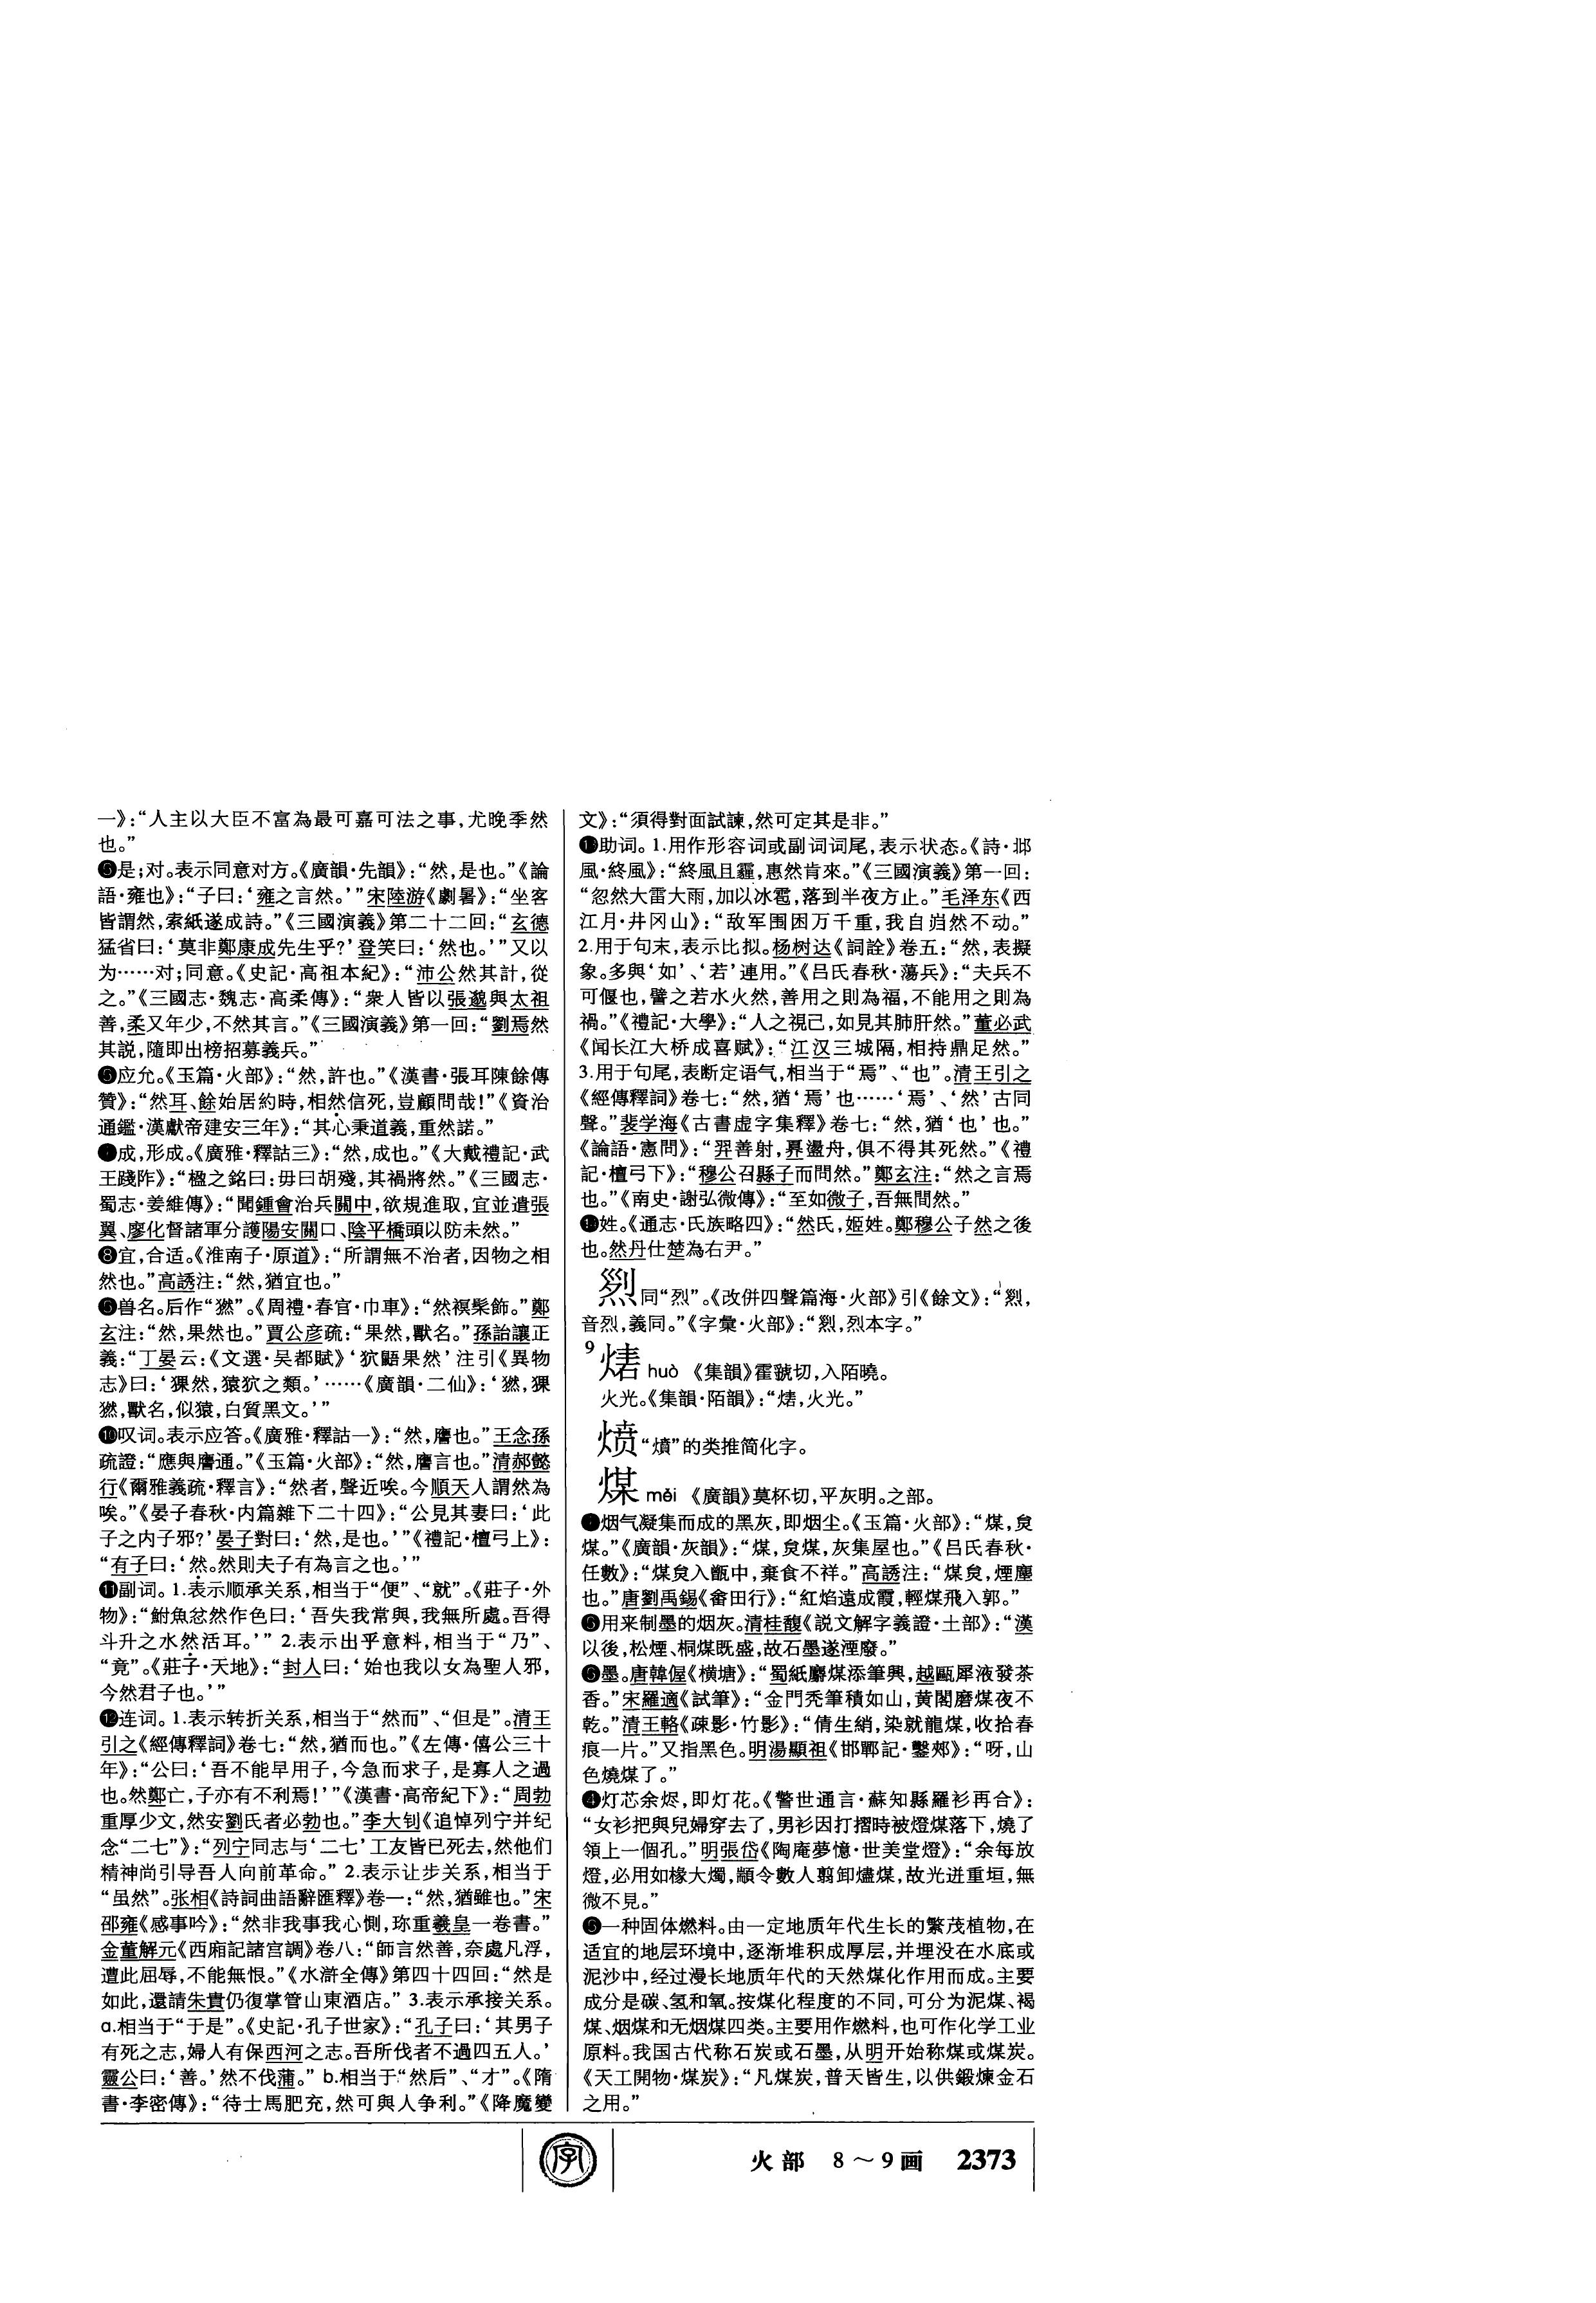 一》：“人主以大臣不富為最可嘉可法之事，尤晚季然
也。”
❺是；对。表示同意对方。《廣韻·先韻》：“然，是也。”《論
語·雍也》：“子曰：‘雍之言然。’”宋陸游《劇暑》：“坐客
皆謂然，索紙遂成詩。”《三國演義》第二十二回：“玄德
猛省曰：‘莫非鄭康成先生乎？’登笑曰：‘然也。’”又以
为……对；同意。《史記·高祖本紀》：“沛公然其計，從
之。”《三國志·魏志·高柔傳》：“衆人皆以張邈與太祖
善，柔又年少，不然其言。”《三國演義》第一回：“劉焉然
其説，隨即出榜招募義兵。”
應允。《玉篇·火部》：“然，許也。”《漢書·張耳陳餘傳
贊》：“然耳、餘始居約時，相然信死，豈顧問哉！”《資治
通鑑·漢獻帝建安三年》：“其心秉道義，重然諾。”
成，形成。《廣雅·釋詁三》：“然，成也。”《大戴禮記·武
王踐阼》：“楹之銘曰：毋曰胡殘，其禍將然。”《三國志·
蜀志·姜維傳》：“聞鍾會治兵關中，欲規進取，宜並遣張
翼、廖化督諸軍分護陽安關口、陰平橋頭以防未然。”
❽宜，合适。《淮南子·原道》：“所謂無不治者，因物之相
然也。”高誘注：“然，猶宜也。”
兽名。后作“㷼”。《周禮·春官·巾車》：“然𧜀髤飾。”鄭
玄注：“然，果然也。”賈公彦疏：“果然，獸名。”孫詒讓正
義：“丁晏云：《文選·吴都賦》‘狖鼯果然’注引《異物
志》曰：‘猓然，猿狖之類。’……《廣韻·二仙》：‘㷼，猓
㷼，獸名，似猿，白質黑文。’”
❿叹词。表示应答。《廣雅·釋詁一》：“然，譍也。”王念孫
疏證：“應與譍通。”《玉篇·火部》：“然，譍言也。”清郝懿
行《爾雅義疏·釋言》：“然者，聲近唉。今順天人謂然為
唉。”《晏子春秋·内篇雜下二十四》：“公見其妻曰：‘此
子之内子邪？’晏子對曰：‘然，是也。’”《禮記·檀弓上》：
“有子曰：‘然。然則夫子有為言之也。’”
⓫副词。1.表示顺承关系，相当于“便”、“就”。《莊子·外
物》：“鮒魚忿然作色曰：‘吾失我常與，我無所處。吾得
斗升之水然活耳。’” 2.表示出乎意料，相当于“乃”、
“竟”。《莊子·天地》：“封人曰：‘始也我以女為聖人邪，
今然君子也。’”
⓬连词。1.表示转折关系，相当于“然而”、“但是”。清王
引之《經傳釋詞》卷七：“然，猶而也。”《左傳·僖公三十
年》：“公曰：‘吾不能早用子，今急而求子，是寡人之過
也。然鄭亡，子亦有不利焉！’”《漢書·高帝紀下》：“周勃
重厚少文，然安劉氏者必勃也。”李大钊《追悼列宁并纪
念“二七”》：“列宁同志与‘二七’工友皆已死去，然他们
精神尚引导吾人向前革命。” 2.表示让步关系，相当于
“虽然”。张相《詩詞曲語辭匯釋》卷一：“然，猶雖也。”宋
邵雍《感事吟》：“然非我事我心惻，珍重羲皇一卷書。”
金董解元《西廂記諸宫調》卷八：“師言然善，奈處凡浮，
遭此屈辱，不能無恨。”《水滸全傳》第四十四回：“然是
如此，還請朱貴仍復掌管山東酒店。” 3.表示承接关系。
a.相当于“于是”。《史記·孔子世家》：“孔子曰：‘其男子
有死之志，婦人有保西河之志。吾所伐者不過四五人。’
靈公曰：‘善。’然不伐蒲。” b.相当于“然后”、“才”。《隋
書·李密傳》：“待士馬肥充，然可與人争利。”《降魔變
文》：“須得對面試諫，然可定其是非。”
助词。1.用作形容词或副词词尾，表示状态。《詩·邶
風·終風》：“終風且霾，惠然肯來。”《三國演義》第一回：
“忽然大雷大雨，加以冰雹，落到半夜方止。”毛泽东《西
江月·井冈山》：“敌军围困万千重，我自岿然不动。”
2.用于句末，表示比拟。杨树达《詞詮》卷五：“然，表擬
象。多與‘如’、‘若’連用。”《吕氏春秋·蕩兵》：“夫兵不
可偃也，譬之若水火然，善用之則為福，不能用之則為
禍。”《禮記·大學》：“人之視己，如見其肺肝然。”董必武
《闻长江大桥成喜赋》：“江汉三城隔，相持鼎足然。”
3.用于句尾，表断定语气，相当于“焉”、“也”。清王引之
《經傳釋詞》卷七：“然，猶‘焉’也……‘焉’、‘然’古同
聲。”裴学海《古書虚字集釋》卷七：“然，猶‘也’也。”
《論語·憲問》：“羿善射，奡盪舟，俱不得其死然。”《禮
記·檀弓下》：“穆公召縣子而問然。”鄭玄注：“然之言焉
也。”《南史·謝弘微傳》：“至如微子，吾無間然。”
姓。《通志·氏族略四》：“然氏，姬姓。鄭穆公子然之後
也。然丹仕楚為右尹。”
同“烈”。《改併四聲篇海·火部》引《餘文》：“，
音烈，義同。”《字彙·火部》：“，烈本字。”
9 㷄 huò 《集韻》霍虢切，入陌曉。
火光。《集韻·陌韻》：“㷄，火光。”
“燌”的类推简化字。
煤 méi 《廣韻》莫杯切，平灰明。之部。
烟气凝集而成的黑灰，即烟尘。《玉篇·火部》：“煤，炱
煤。”《廣韻·灰韻》：“煤，炱煤，灰集屋也。”《吕氏春秋·
任數》：“煤炱入甑中，棄食不祥。”高誘注：“煤炱，煙塵
也。”唐劉禹錫《畬田行》：“紅焰遠成霞，輕煤飛入郭。”
用来制墨的烟灰。清桂馥《説文解字義證·土部》：“漢
以後，松煙、桐煤既盛，故石墨遂湮廢。”
墨。唐韓偓《横塘》：“蜀紙麝煤添筆興，越甌犀液發茶
香。”宋羅適《試筆》：“金門禿筆積如山，黄閣磨煤夜不
乾。”清王輅《疎影·竹影》：“倩生綃，染就龍煤，收拾春
痕一片。”又指黑色。明湯顯祖《邯鄲記·鑿郟》：“呀，山
色燒煤了。”
❹灯芯余烬，即灯花。《警世通言·蘇知縣羅衫再合》：
“女衫把與兒婦穿去了，男衫因打摺時被燈煤落下，燒了
領上一個孔。”明張岱《陶庵夢憶·世美堂燈》：“余每放
燈，必用如椽大燭，顓令數人剪卸燼煤，故光迸重垣，無
微不見。”
❺一种固体燃料。由一定地质年代生长的繁茂植物，在
适宜的地层环境中，逐渐堆积成厚层，并埋没在水底或
泥沙中，经过漫长地质年代的天然煤化作用而成。主要
成分是碳、氢和氧。按煤化程度的不同，可分为泥煤、褐
煤、烟煤和无烟煤四类。主要用作燃料，也可作化学工业
原料。我国古代称石炭或石墨，从明开始称煤或煤炭。
《天工開物·煤炭》：“凡煤炭，普天皆生，以供鍛煉金石
之用。”
字 火部 8～9画 2373